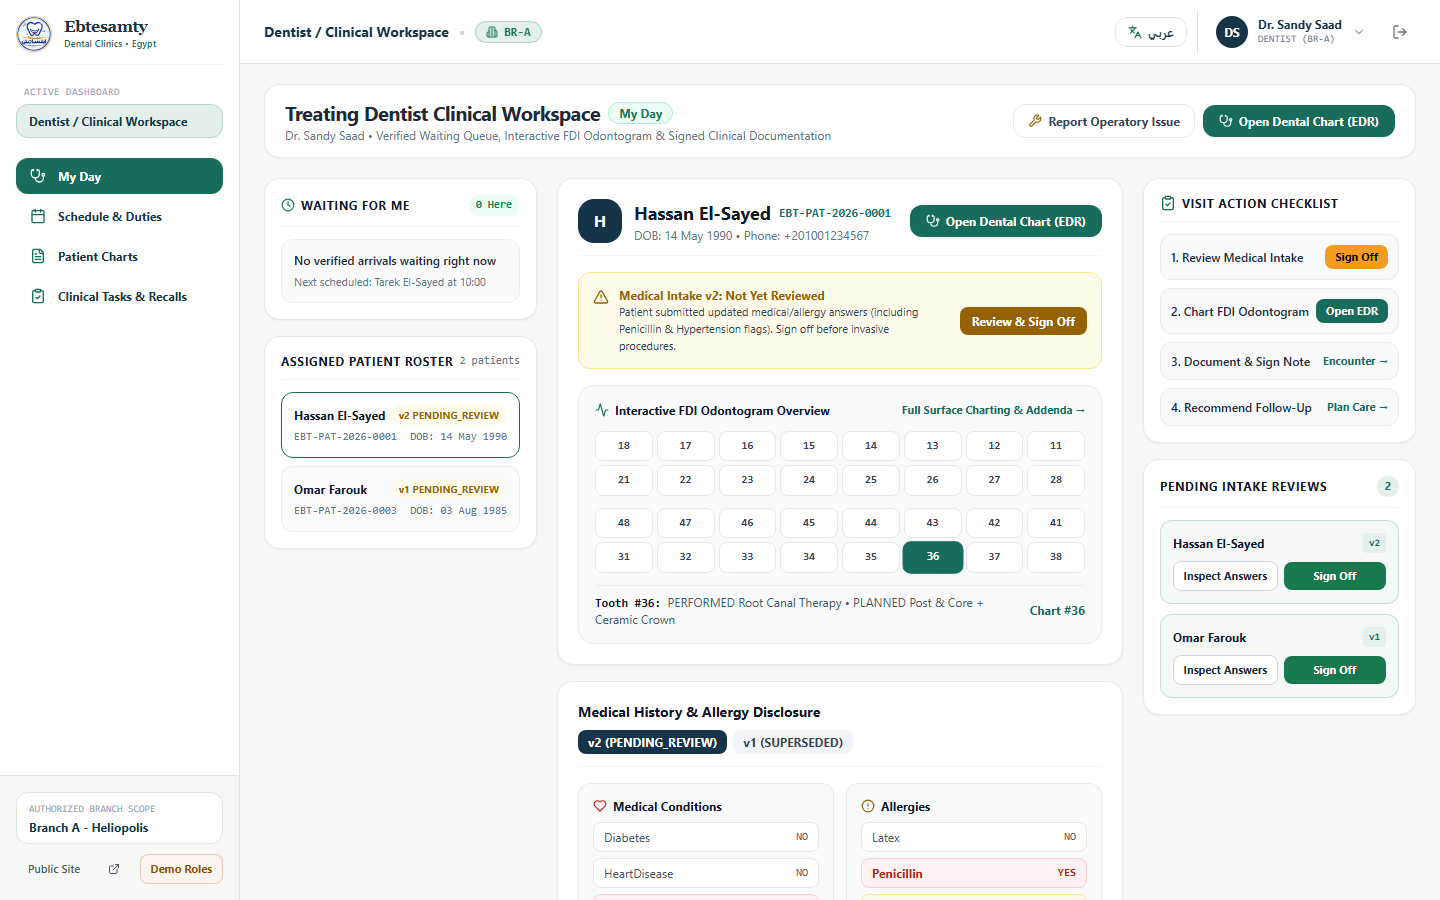 Ebtesamty
Dental Clinics • Egypt
ACTIVE DASHBOARD
Dentist / Clinical Workspace
My Day
Schedule & Duties
Patient Charts
Clinical Tasks & Recalls
AUTHORIZED BRANCH SCOPE
Branch A - Heliopolis
Public Site
Demo Roles
Dentist / Clinical Workspace
BR-A
عربي
DS
Dr. Sandy Saad
DENTIST (BR-A)
Treating Dentist Clinical Workspace
My Day
Dr. Sandy Saad • Verified Waiting Queue, Interactive FDI Odontogram & Signed Clinical Documentation
Report Operatory Issue
Open Dental Chart (EDR)
WAITING FOR ME
0 Here
No verified arrivals waiting right now
Next scheduled: Tarek El-Sayed at 10:00
ASSIGNED PATIENT ROSTER
2 patients
Hassan El-Sayed
v2 PENDING_REVIEW
EBT-PAT-2026-0001
DOB: 14 May 1990
Omar Farouk
v1 PENDING_REVIEW
EBT-PAT-2026-0003
DOB: 03 Aug 1985
H
Hassan El-Sayed
EBT-PAT-2026-0001
DOB: 14 May 1990 • Phone: +201001234567
Open Dental Chart (EDR)
Medical Intake v2: Not Yet Reviewed
Patient submitted updated medical/allergy answers (including
Penicillin & Hypertension flags). Sign off before invasive
procedures.
Review & Sign Off
Interactive FDI Odontogram Overview
Full Surface Charting & Addenda →
18 17 16 15 14 13 12 11
21 22 23 24 25 26 27 28
48 47 46 45 44 43 42 41
31 32 33 34 35 36 37 38
Tooth #36: PERFORMED Root Canal Therapy • PLANNED Post & Core +
Ceramic Crown
Chart #36
Medical History & Allergy Disclosure
v2 (PENDING_REVIEW)
v1 (SUPERSEDED)
Medical Conditions
Diabetes NO
HeartDisease NO
Allergies
Latex NO
Penicillin YES
VISIT ACTION CHECKLIST
1. Review Medical Intake
Sign Off
2. Chart FDI Odontogram
Open EDR
3. Document & Sign Note
Encounter →
4. Recommend Follow-Up
Plan Care →
PENDING INTAKE REVIEWS
2
Hassan El-Sayed
v2
Inspect Answers
Sign Off
Omar Farouk
v1
Inspect Answers
Sign Off